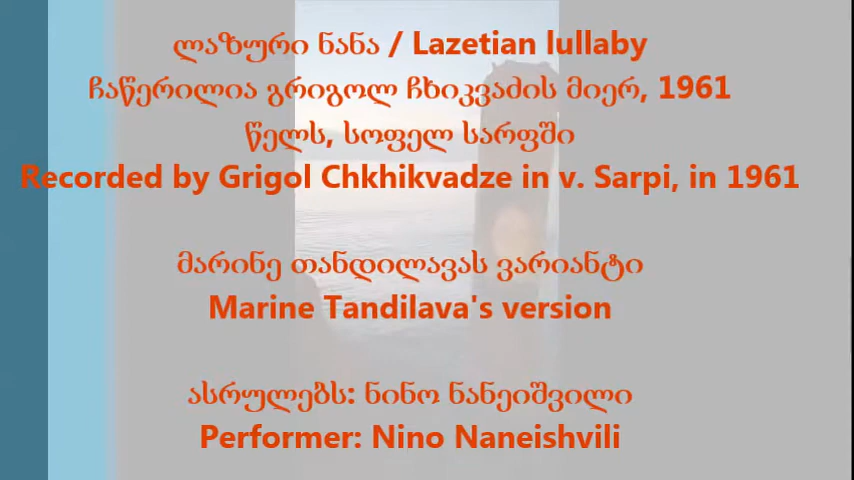 ლაზური ნანა / Lazetian lullaby
ჩაწერილია გრიგოლ ჩხიკვაძის მიერ, 1961
წელს, სოფელ სარფში
Recorded by Grigol Chkhikvadze in v. Sarpi, in 1961
მარინე თანდილავას ვარიანტი
Marine Tandilava's version
ასრულებს: ნინო ნანეიშვილი
Performer: Nino Naneishvili